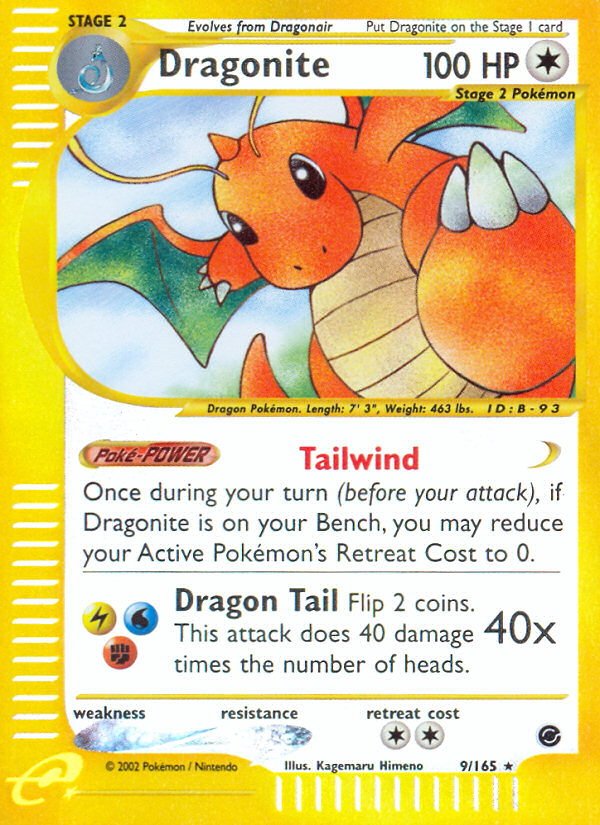 STAGE 2 Evolves from Dragonair Put Dragonite on the Stage 1 card
Dragonite 100 HP
Stage 2 Pokémon
Dragon Pokémon. Length: 7' 3", Weight: 463 lbs. ID:B-93
Poké-POWER Tailwind
Once during your turn (before your attack), if
Dragonite is on your Bench, you may reduce
your Active Pokémon's Retreat Cost to 0.
Dragon Tail Flip 2 coins.
This attack does 40 damage 40x
times the number of heads.
weakness resistance retreat cost
© 2002 Pokémon / Nintendo Illus. Kagemaru Himeno 9/165 ★